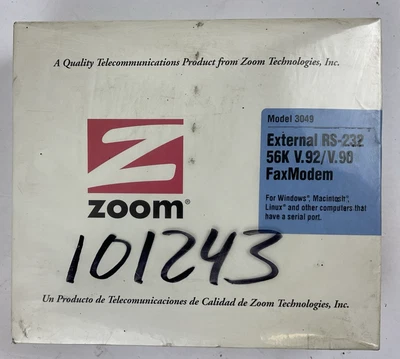 A Quality Telecommunications Product from Zoom Technologies, Inc.
Model 3049
External RS-232
56K V.92/V.90
FaxModem
For Windows®, Macintosh®,
Linux® and other computers that
have a serial port.
Z
zoom®
101243
Un Producto de Telecomunicaciones de Calidad de Zoom Technologies, Inc.